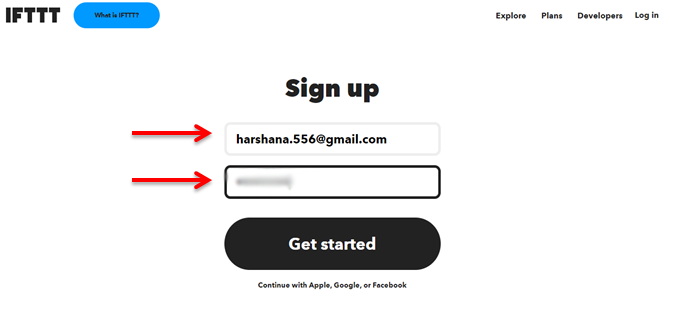 IFTTT What is IFTTT? Explore Plans Developers Log in
Sign up
harshana.556@gmail.com
Get started
Continue with Apple, Google, or Facebook